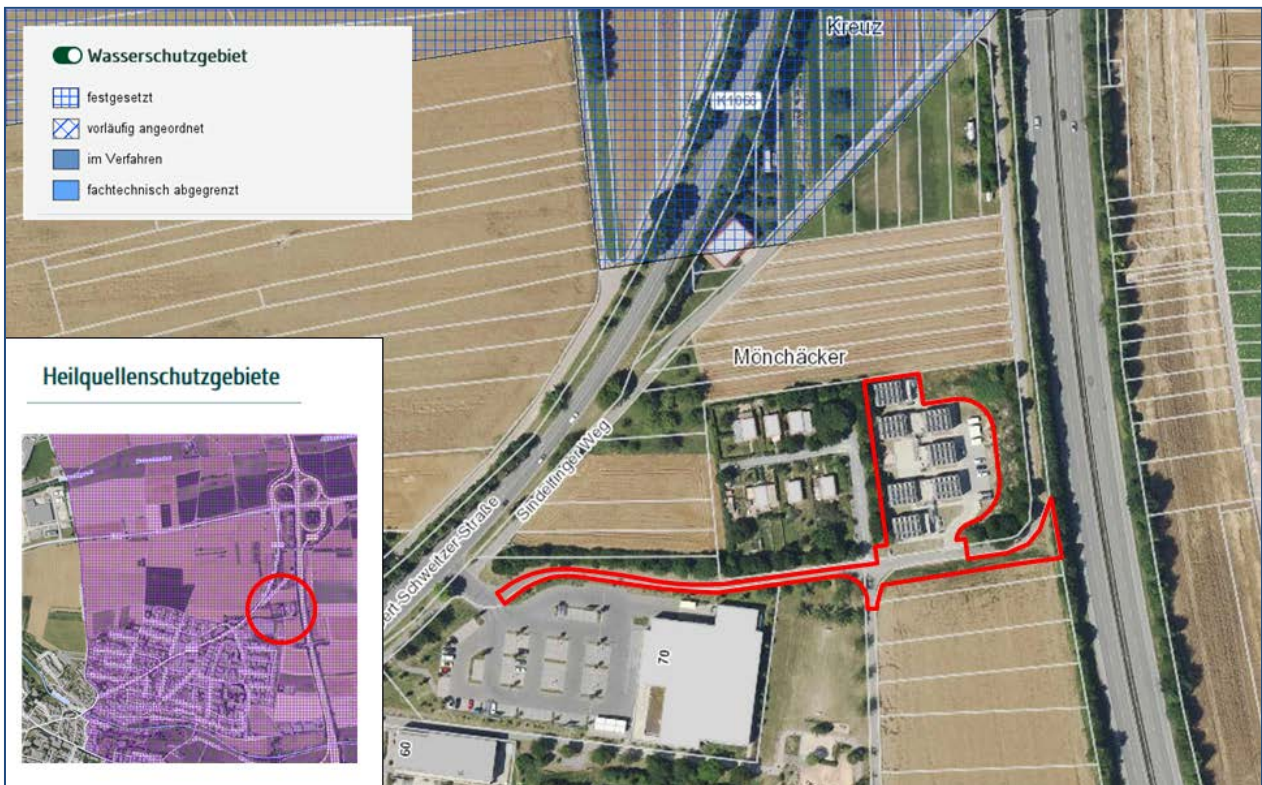 Wasserschutzgebiet
festgesetzt
vorläufig angeordnet
im Verfahren
fachtechnisch abgegrenzt
Kreuz
Mönchäcker
Sindelfinger Weg
Schweitzer-Straße
Heilquellenschutzgebiete
70
60